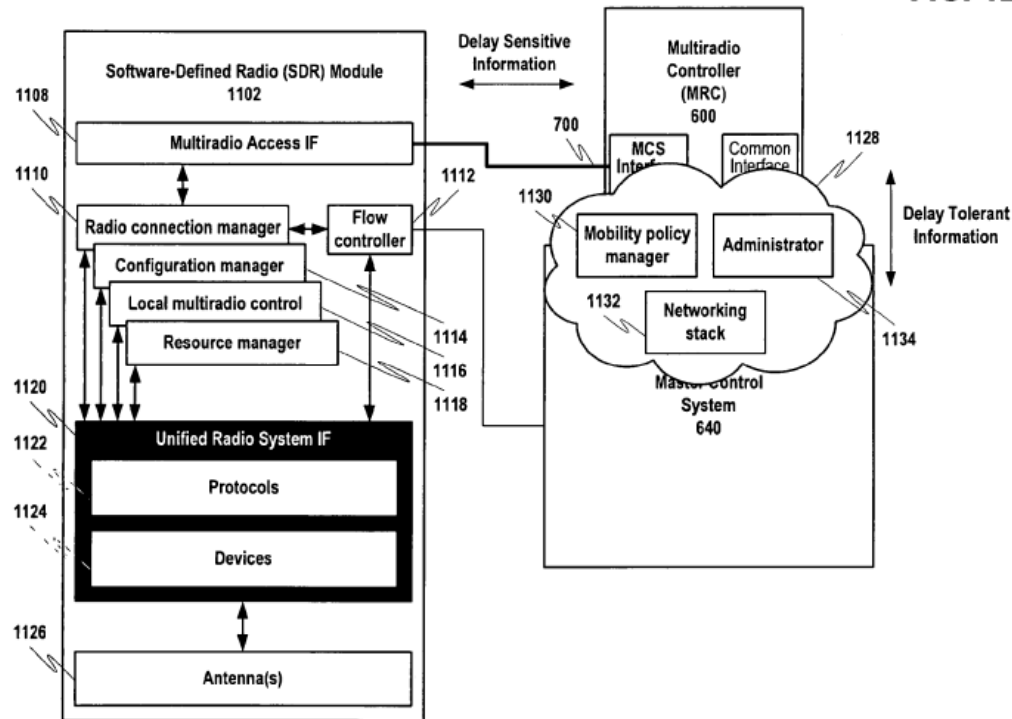 Software-Defined Radio (SDR) Module
1102
1108
Multiradio Access IF
1110
1112
Radio connection manager
Flow
controller
Configuration manager
Local multiradio control
Resource manager
1114
1116
1118
1120
Unified Radio System IF
1122
Protocols
1124
Devices
1126
Antenna(s)
Delay Sensitive
Information
Multiradio
Controller
(MRC)
600
700
MCS
Common
Interface
1128
1130
Mobility policy
manager
Administrator
Delay Tolerant
Information
1132
Networking
stack
1134
Control
System
640